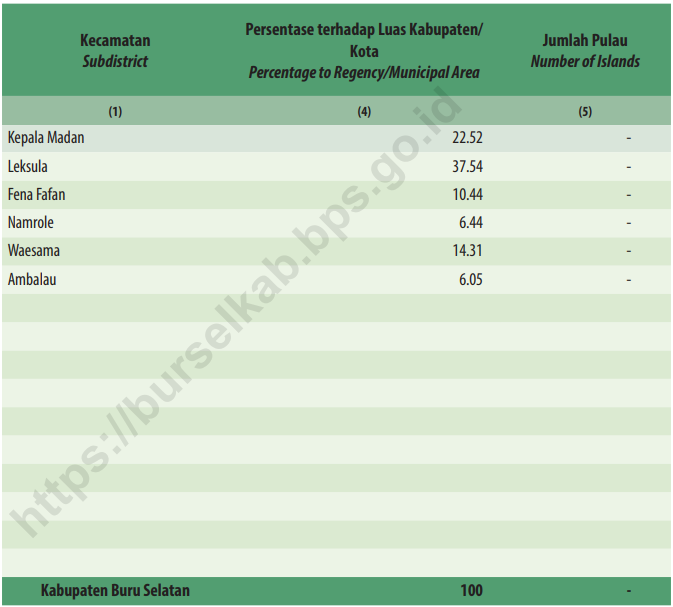 Kecamatan
Subdistrict
Persentase terhadap Luas Kabupaten/
Kota
Percentage to Regency/Municipal Area
Jumlah Pulau
Number of Islands
(1) (4) (5)
Kepala Madan 22.52 -
Leksula 37.54 -
Fena Fafan 10.44 -
Namrole 6.44 -
Waesama 14.31 -
Ambalau 6.05 -
Kabupaten Buru Selatan 100 -
https://burselkab.bps.go.id